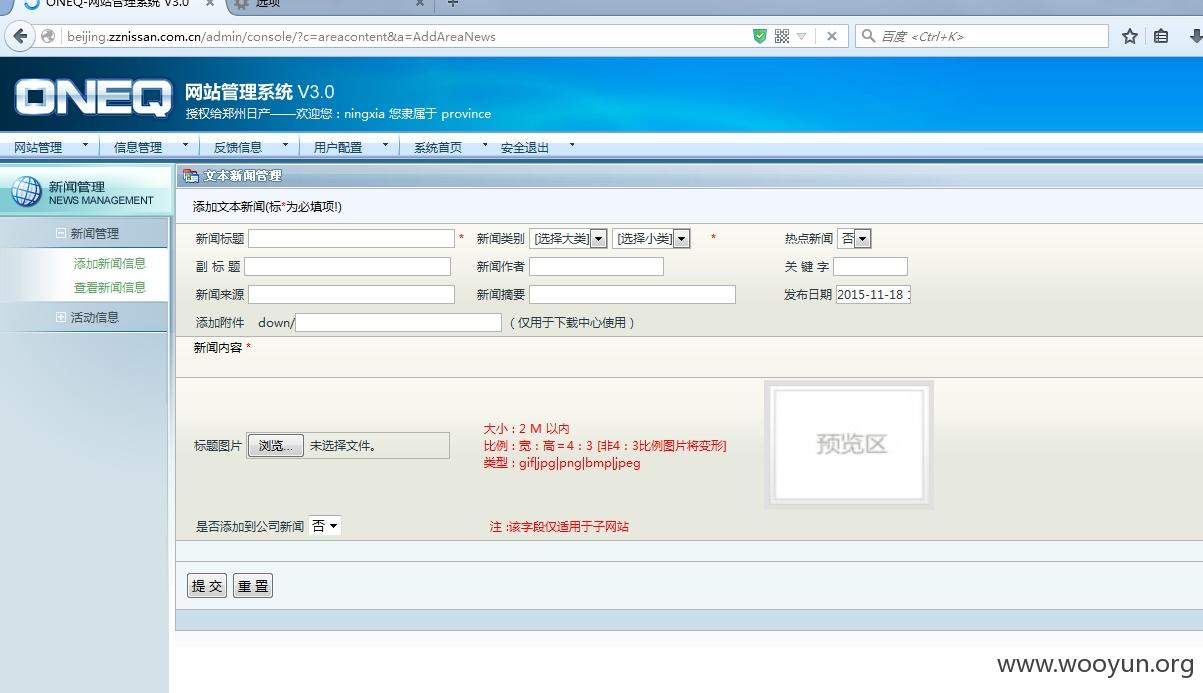 ONEQ-网站管理系统 V3.0 × 选项 × +
beijing.zznissan.com.cn/admin/console/?c=areacontent&a=AddAreaNews 百度 <Ctrl+K>
ONEQ 网站管理系统 V3.0
授权给郑州日产——欢迎您：ningxia 您隶属于 province
网站管理 信息管理 反馈信息 用户配置 系统首页 安全退出
新闻管理
NEWS MANAGEMENT
新闻管理
添加新闻信息
查看新闻信息
活动信息
文本新闻管理
添加文本新闻(标*为必填项!)
新闻标题 * 新闻类别 [选择大类] [选择小类] * 热点新闻 否
副 标 题 新闻作者 关 键 字
新闻来源 新闻摘要 发布日期 2015-11-18 1
添加附件 down/ （仅用于下载中心使用）
新闻内容 *
标题图片 浏览... 未选择文件。
大小：2 M 以内
比例：宽：高＝4：3 [非4：3比例图片将变形]
类型：gif|jpg|png|bmp|jpeg
预览区
是否添加到公司新闻 否 注 :该字段仅适用于子网站
提 交 重 置
www.wooyun.org